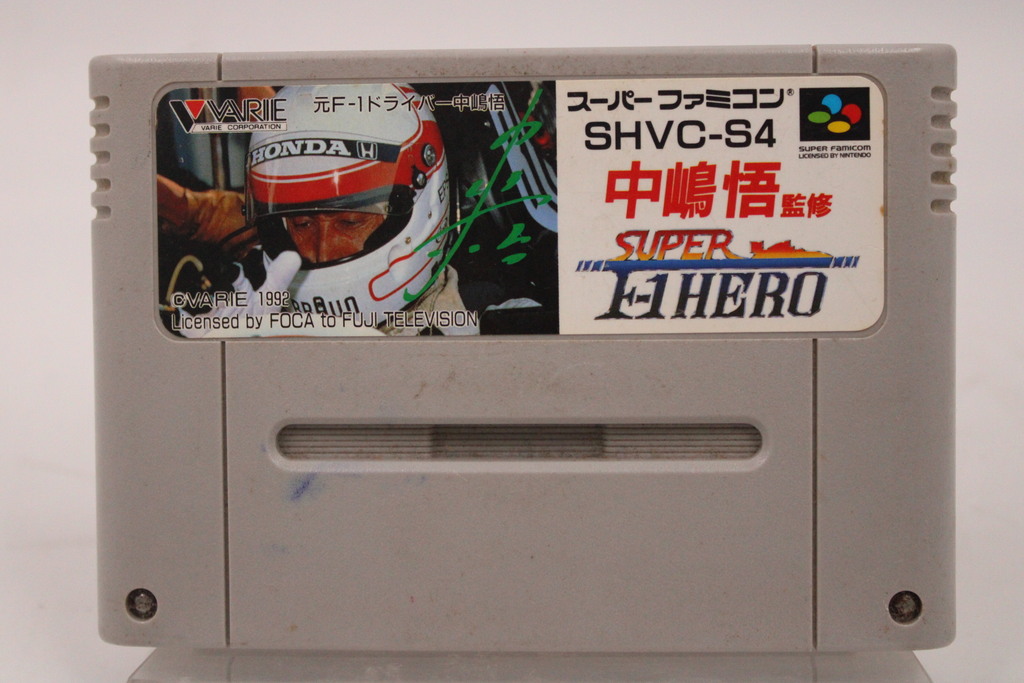 VARIE
VARIE CORPORATION
元F-1ドライバー中嶋悟
HONDA
BRAUN
©VARIE 1992
Licensed by FOCA to FUJI TELEVISION
スーパーファミコン®
SHVC-S4
SUPER FAMICOM
LICENSED BY NINTENDO
中嶋悟監修
SUPER
F-1 HERO